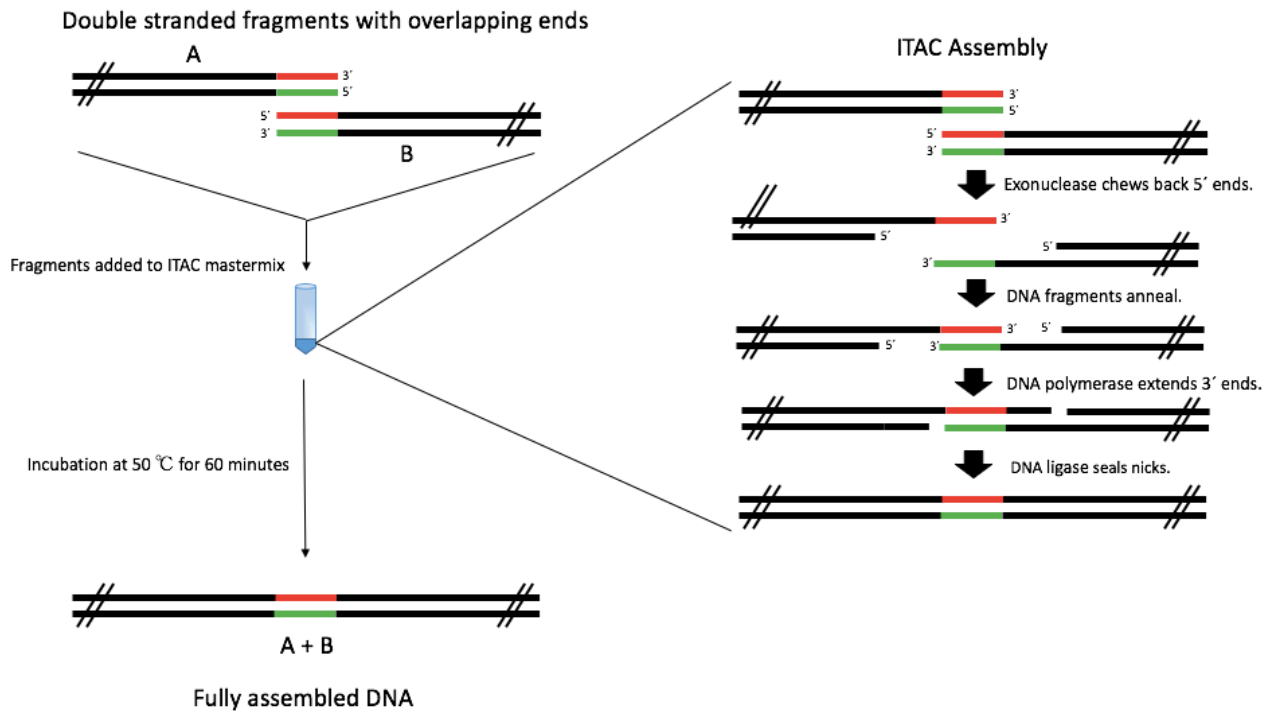 Double stranded fragments with overlapping ends
A
3´
5´
5´
3´
B
Fragments added to ITAC mastermix
Incubation at 50 ℃ for 60 minutes
A + B
Fully assembled DNA
ITAC Assembly
3´
5´
5´
3´
Exonuclease chews back 5´ ends.
3´
5´
5´
3´
DNA fragments anneal.
3´ 5´
5´ 3´
DNA polymerase extends 3´ ends.
DNA ligase seals nicks.